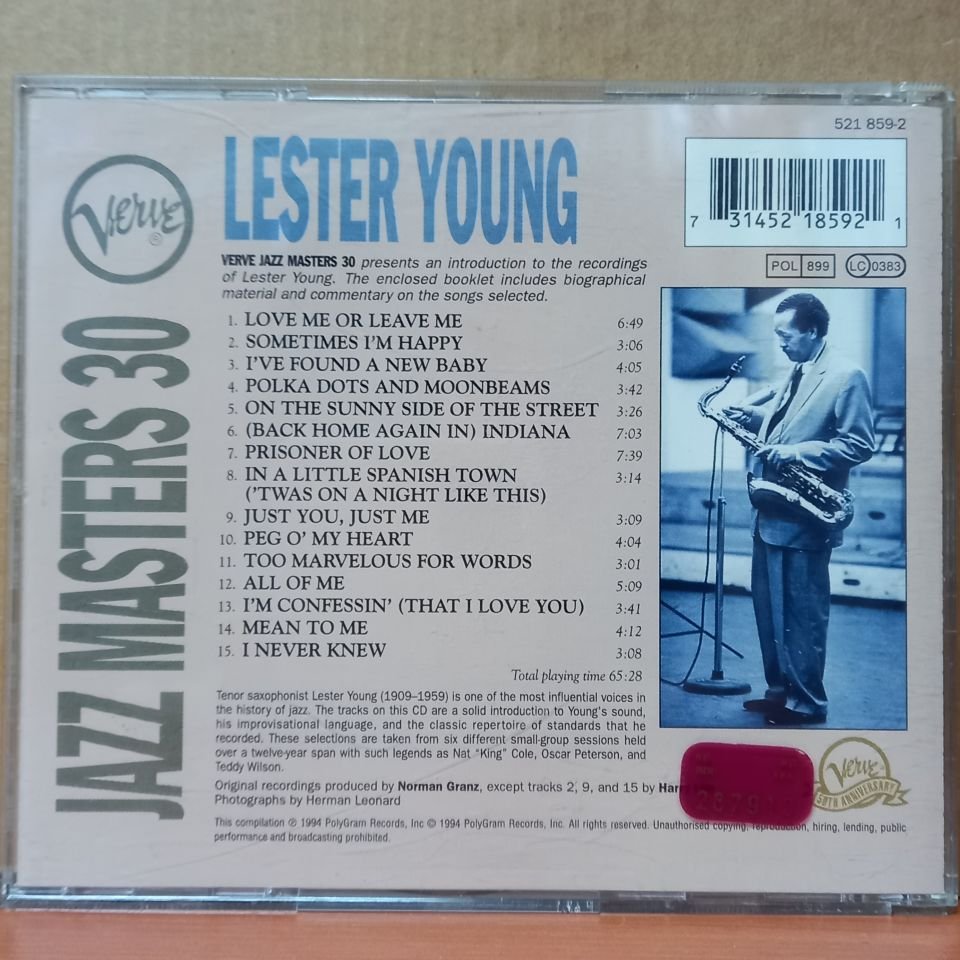 521 859-2
LESTER YOUNG
Verve
®
7 31452 18592 1
POL 899
LC 0383
JAZZ MASTERS 30
VERVE JAZZ MASTERS 30 presents an introduction to the recordings
of Lester Young. The enclosed booklet includes biographical
material and commentary on the songs selected.
1. LOVE ME OR LEAVE ME 6:49
2. SOMETIMES I'M HAPPY 3:06
3. I'VE FOUND A NEW BABY 4:05
4. POLKA DOTS AND MOONBEAMS 3:42
5. ON THE SUNNY SIDE OF THE STREET 3:26
6. (BACK HOME AGAIN IN) INDIANA 7:03
7. PRISONER OF LOVE 7:39
8. IN A LITTLE SPANISH TOWN 3:14
('TWAS ON A NIGHT LIKE THIS)
9. JUST YOU, JUST ME 3:09
10. PEG O' MY HEART 4:04
11. TOO MARVELOUS FOR WORDS 3:01
12. ALL OF ME 5:09
13. I'M CONFESSIN' (THAT I LOVE YOU) 3:41
14. MEAN TO ME 4:12
15. I NEVER KNEW 3:08
Total playing time 65:28
Tenor saxophonist Lester Young (1909–1959) is one of the most influential voices in
the history of jazz. The tracks on this CD are a solid introduction to Young's sound,
his improvisational language, and the classic repertoire of standards that he
recorded. These selections are taken from six different small-group sessions held
over a twelve-year span with such legends as Nat "King" Cole, Oscar Peterson, and
Teddy Wilson.
Original recordings produced by Norman Granz, except tracks 2, 9, and 15 by
Photographs by Herman Leonard
This compilation ℗ 1994 PolyGram Records, Inc © 1994 PolyGram Records, Inc. All rights reserved. Unauthorised copying, reproduction, hiring, lending, public
performance and broadcasting prohibited.
Verve
50TH ANNIVERSARY